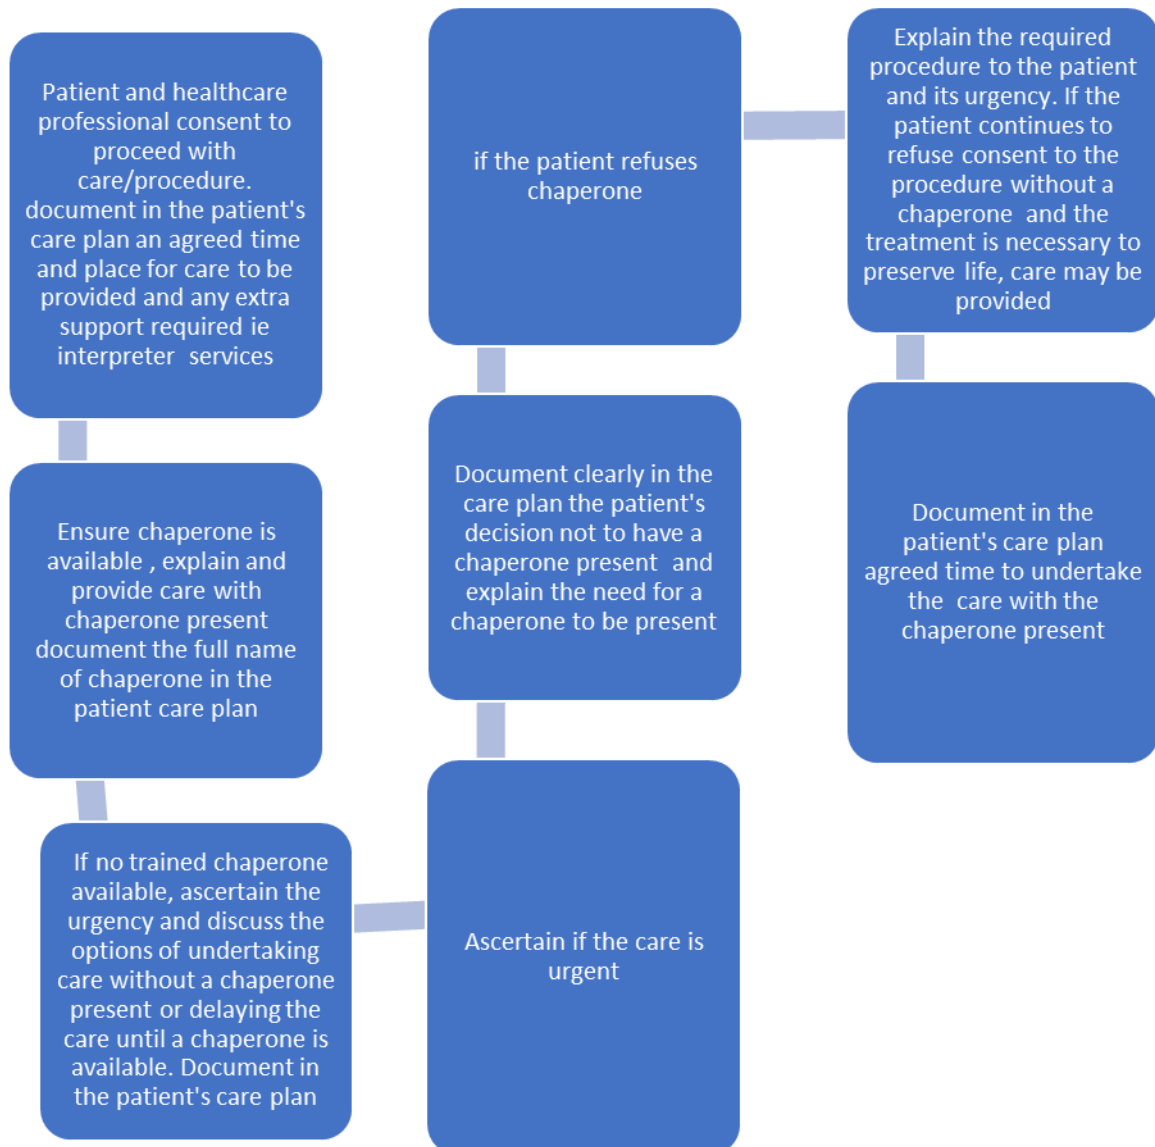 Patient and healthcare
professional consent to
proceed with
care/procedure.
document in the patient's
care plan an agreed time
and place for care to be
provided and any extra
support required ie
interpreter services
Ensure chaperone is
available , explain and
provide care with
chaperone present
document the full name
of chaperone in the
patient care plan
If no trained chaperone
available, ascertain the
urgency and discuss the
options of undertaking
care without a chaperone
present or delaying the
care until a chaperone is
available. Document in
the patient's care plan
Ascertain if the care is
urgent
Document clearly in the
care plan the patient's
decision not to have a
chaperone present and
explain the need for a
chaperone to be present
if the patient refuses
chaperone
Explain the required
procedure to the patient
and its urgency. If the
patient continues to
refuse consent to the
procedure without a
chaperone and the
treatment is necessary to
preserve life, care may be
provided
Document in the
patient's care plan
agreed time to undertake
the care with the
chaperone present